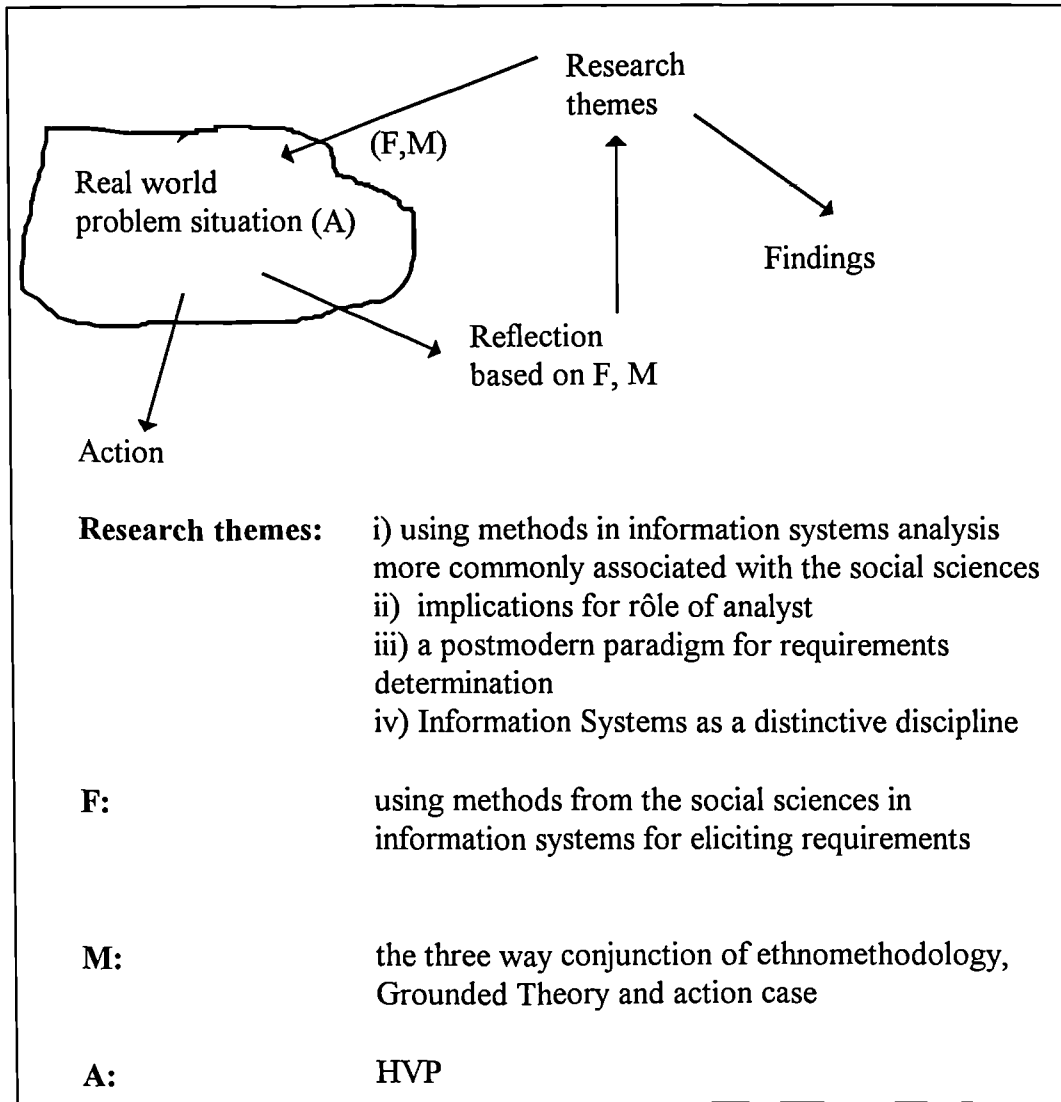 Research
themes
(F,M)
Real world
problem situation (A)
Findings
Reflection
based on F, M
Action
Research themes: i) using methods in information systems analysis
more commonly associated with the social sciences
ii) implications for rôle of analyst
iii) a postmodern paradigm for requirements
determination
iv) Information Systems as a distinctive discipline
F: using methods from the social sciences in
information systems for eliciting requirements
M: the three way conjunction of ethnomethodology,
Grounded Theory and action case
A: HVP